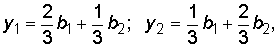 y₁ = 2/3 b₁ + 1/3 b₂; y₂ = 1/3 b₁ + 2/3 b₂,